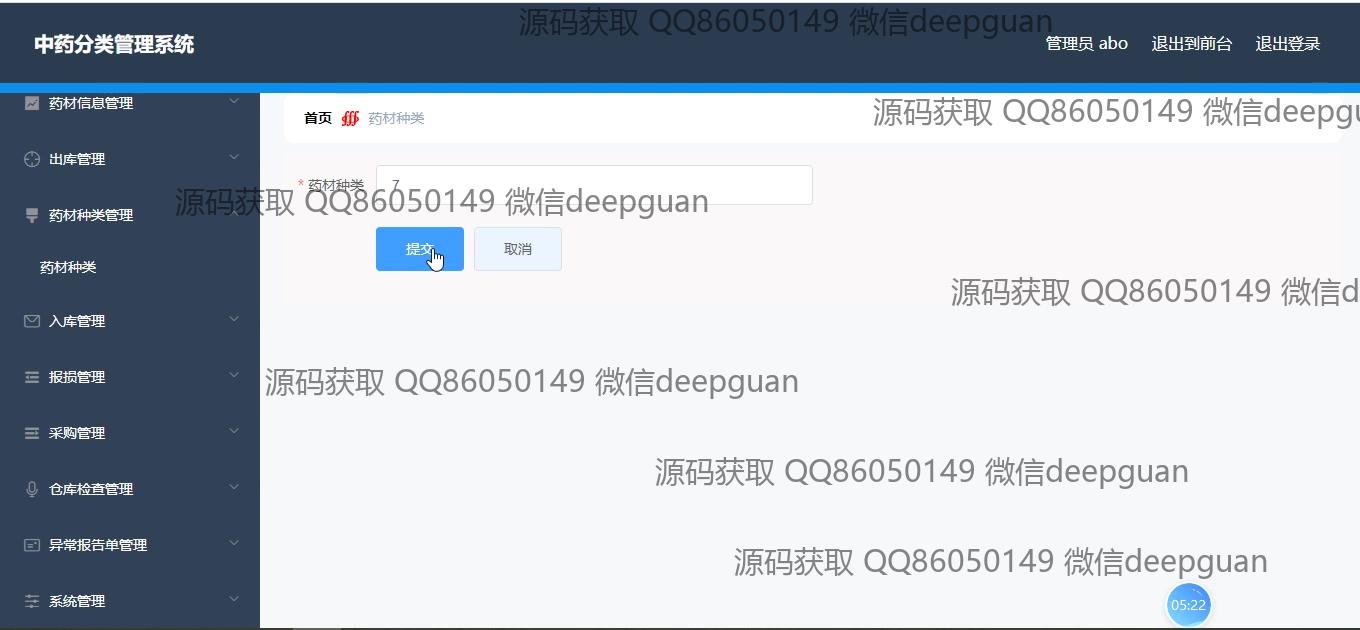 源码获取 QQ86050149 微信deepguan
中药分类管理系统
管理员 abo 退出到前台 退出登录
药材信息管理
首页 药材种类
源码获取 QQ86050149 微信deepgu
出库管理
* 药材种类 7
源码获取 QQ86050149 微信deepguan
药材种类管理
提交 取消
药材种类
源码获取 QQ86050149 微信d
入库管理
报损管理
源码获取 QQ86050149 微信deepguan
采购管理
源码获取 QQ86050149 微信deepguan
仓库检查管理
异常报告单管理
源码获取 QQ86050149 微信deepguan
系统管理
05:22